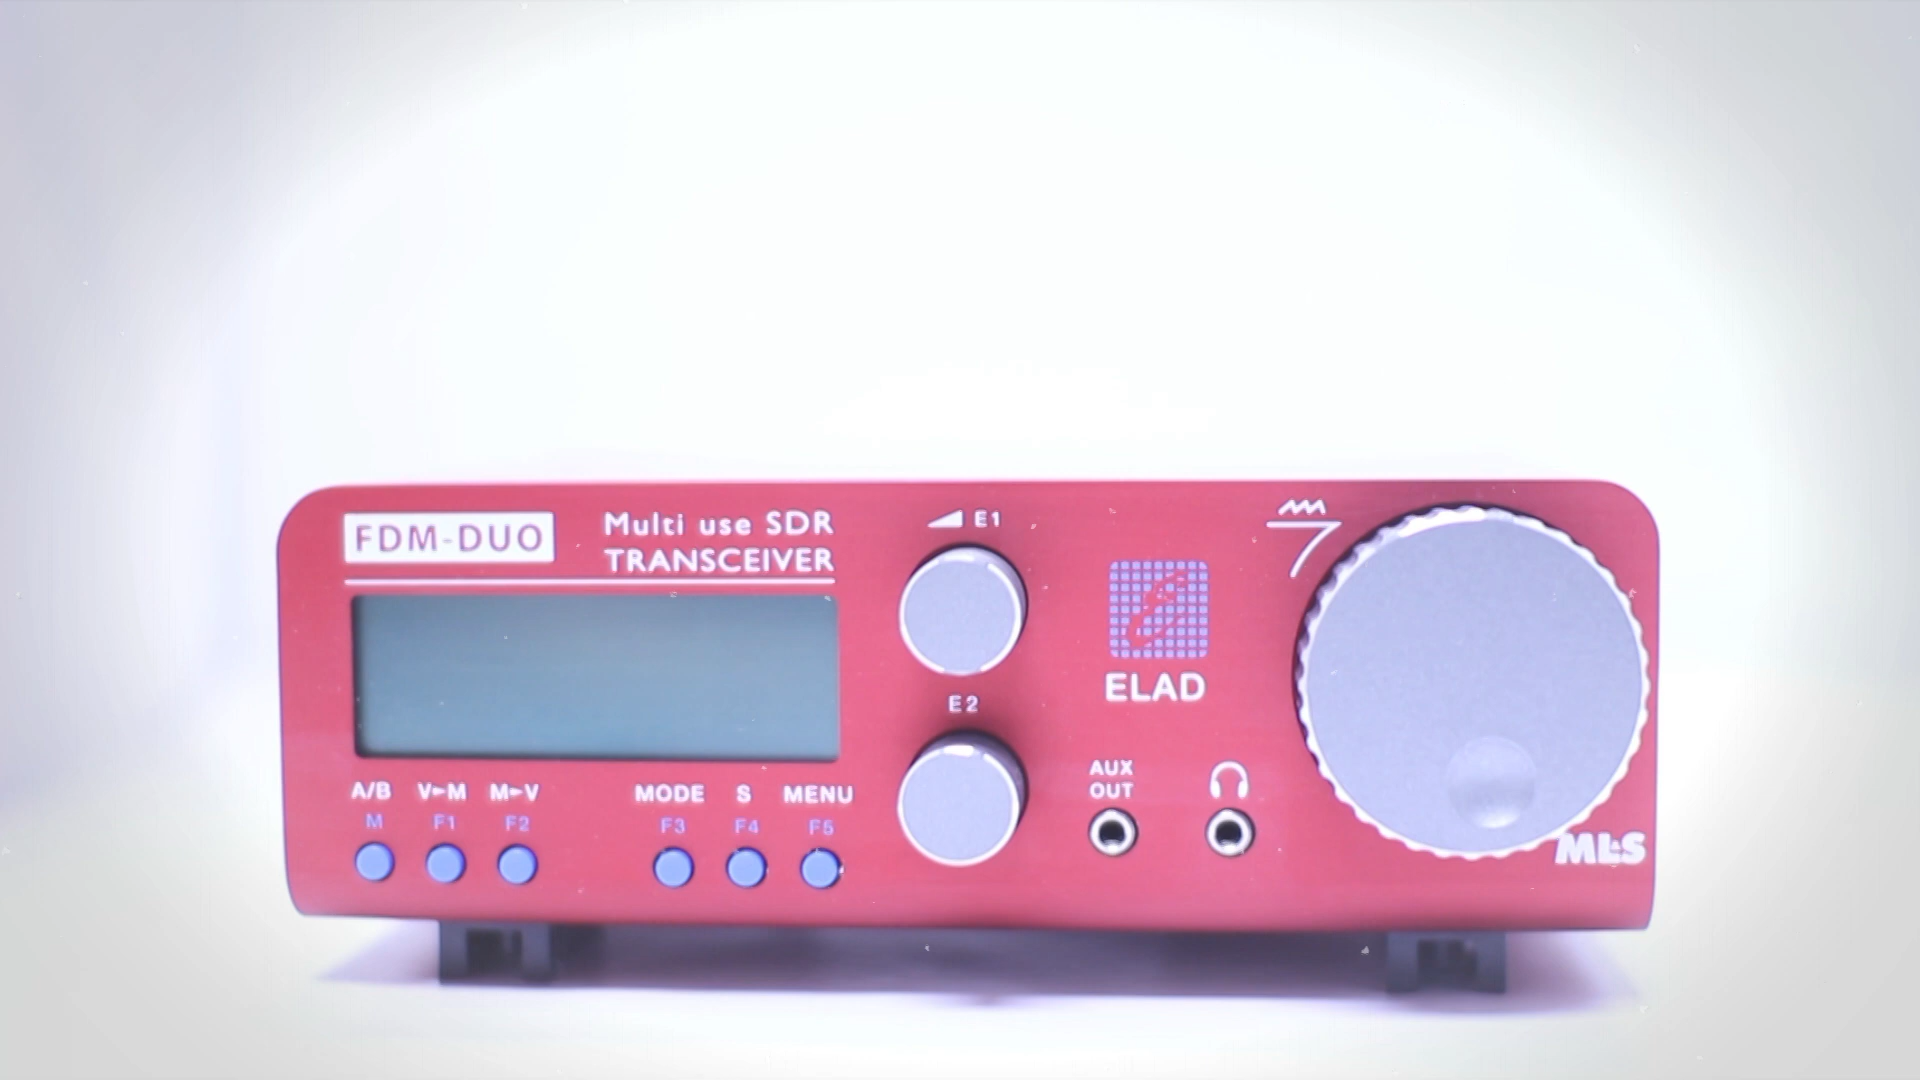 FDM-DUO
Multi use SDR
TRANSCEIVER
E1
E2
ELAD
AUX
OUT
A/B V►M M►V MODE S MENU
M F1 F2 F3 F4 F5
MLS